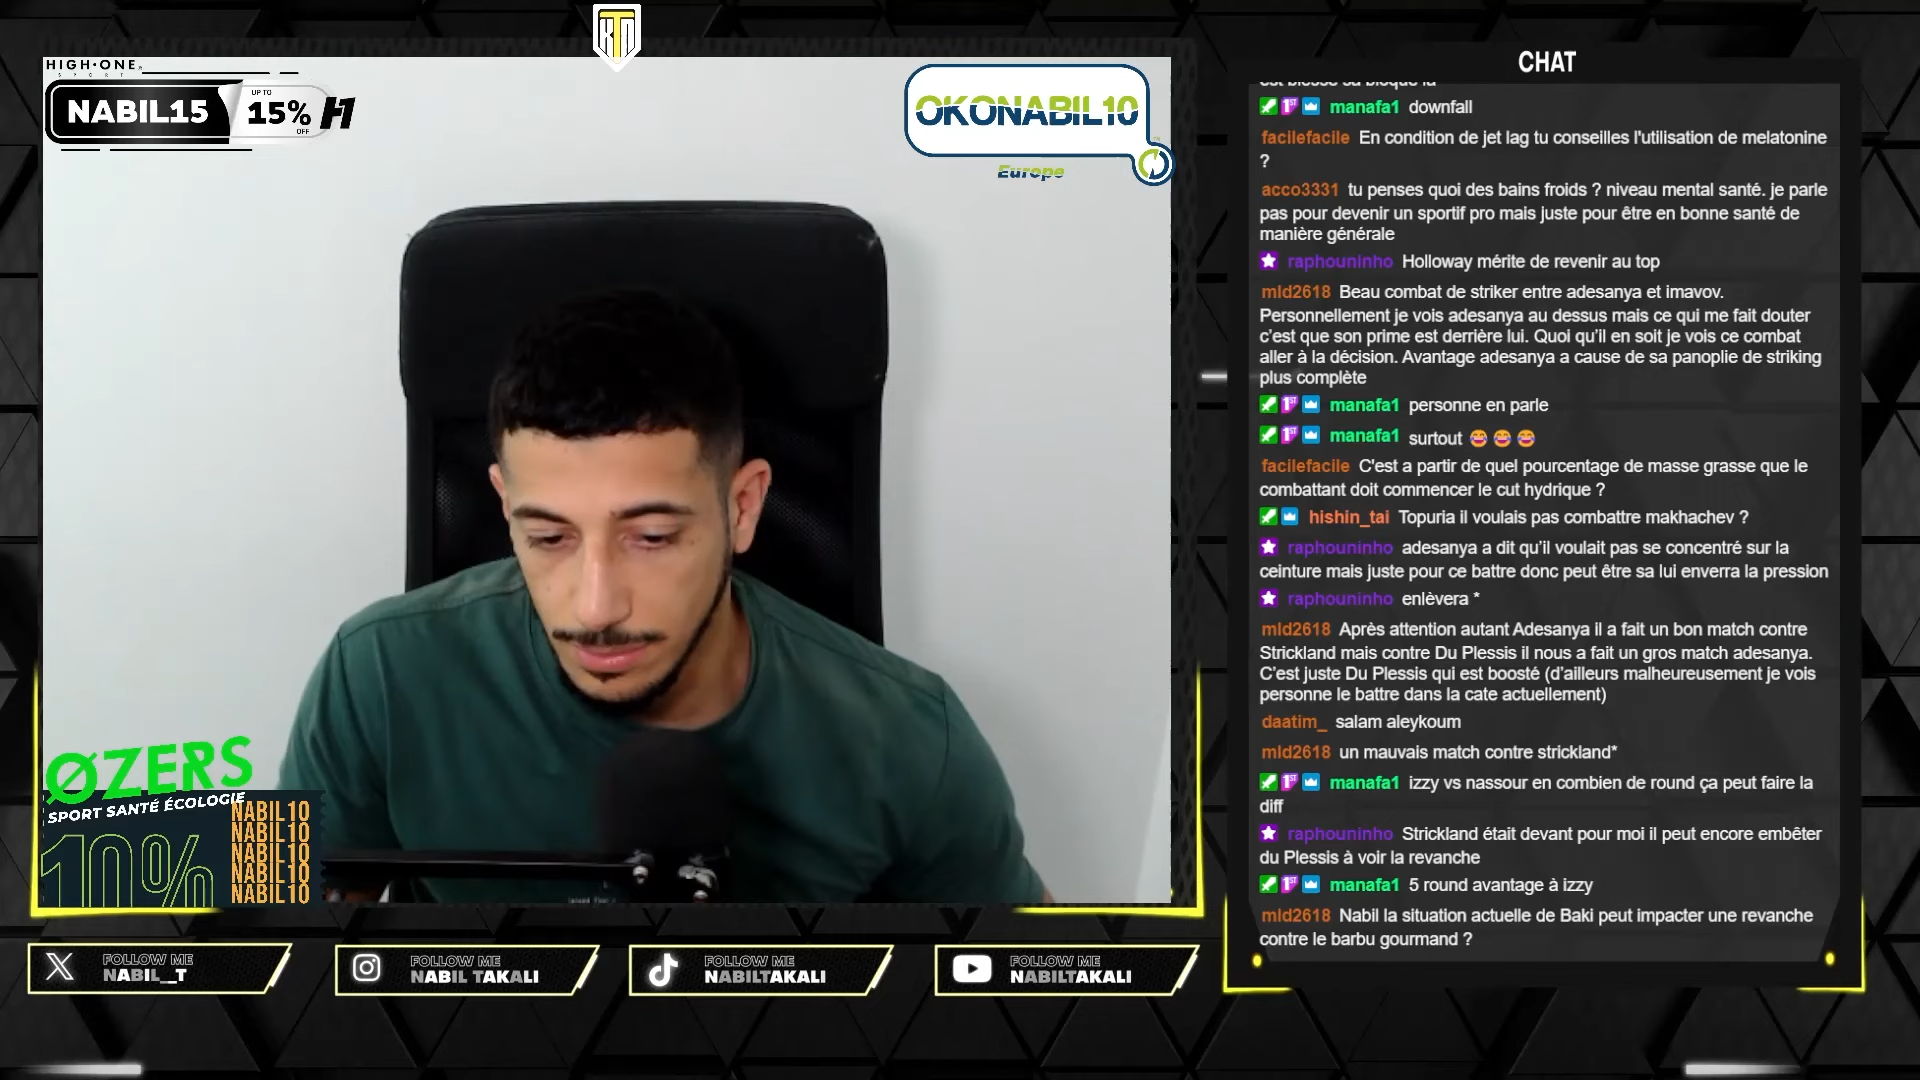 KTN
HIGH·ONE
SPORT
NABIL15
UP TO
15%
OFF
H1
OKONABIL10
Europe
ØZERS
SPORT SANTÉ ÉCOLOGIE
10%
NABIL10
NABIL10
NABIL10
NABIL10
NABIL10
FOLLOW ME
NABIL__T
FOLLOW ME
NABIL TAKALI
FOLLOW ME
NABILTAKALI
FOLLOW ME
NABILTAKALI
CHAT
manafa1 downfall
facilefacile En condition de jet lag tu conseilles l'utilisation de melatonine
?
acco3331 tu penses quoi des bains froids ? niveau mental santé. je parle
pas pour devenir un sportif pro mais juste pour être en bonne santé de
manière générale
raphouninho Holloway mérite de revenir au top
mld2618 Beau combat de striker entre adesanya et imavov.
Personnellement je vois adesanya au dessus mais ce qui me fait douter
c’est que son prime est derrière lui. Quoi qu’il en soit je vois ce combat
aller à la décision. Avantage adesanya a cause de sa panoplie de striking
plus complète
manafa1 personne en parle
manafa1 surtout 😂 😂 😂
facilefacile C'est a partir de quel pourcentage de masse grasse que le
combattant doit commencer le cut hydrique ?
hishin_tai Topuria il voulais pas combattre makhachev ?
raphouninho adesanya a dit qu’il voulait pas se concentré sur la
ceinture mais juste pour ce battre donc peut être sa lui enverra la pression
raphouninho enlèvera *
mld2618 Après attention autant Adesanya il a fait un bon match contre
Strickland mais contre Du Plessis il nous a fait un gros match adesanya.
C’est juste Du Plessis qui est boosté (d’ailleurs malheureusement je vois
personne le battre dans la cate actuellement)
daatim_ salam aleykoum
mld2618 un mauvais match contre strickland*
manafa1 izzy vs nassour en combien de round ça peut faire la
diff
raphouninho Strickland était devant pour moi il peut encore embêter
du Plessis à voir la revanche
manafa1 5 round avantage à izzy
mld2618 Nabil la situation actuelle de Baki peut impacter une revanche
contre le barbu gourmand ?